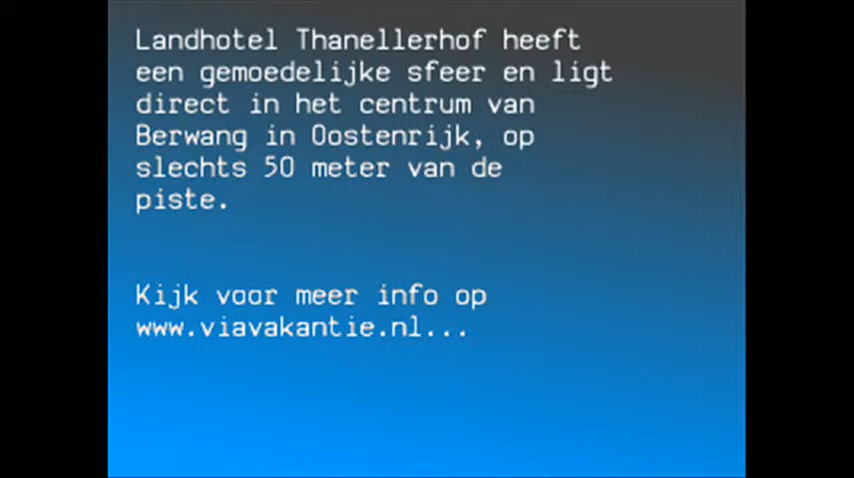 Landhotel Thanellerhof heeft
een gemoedelijke sfeer en ligt
direct in het centrum van
Berwang in Oostenrijk, op
slechts 50 meter van de
piste.
Kijk voor meer info op
www.viavakantie.nl...